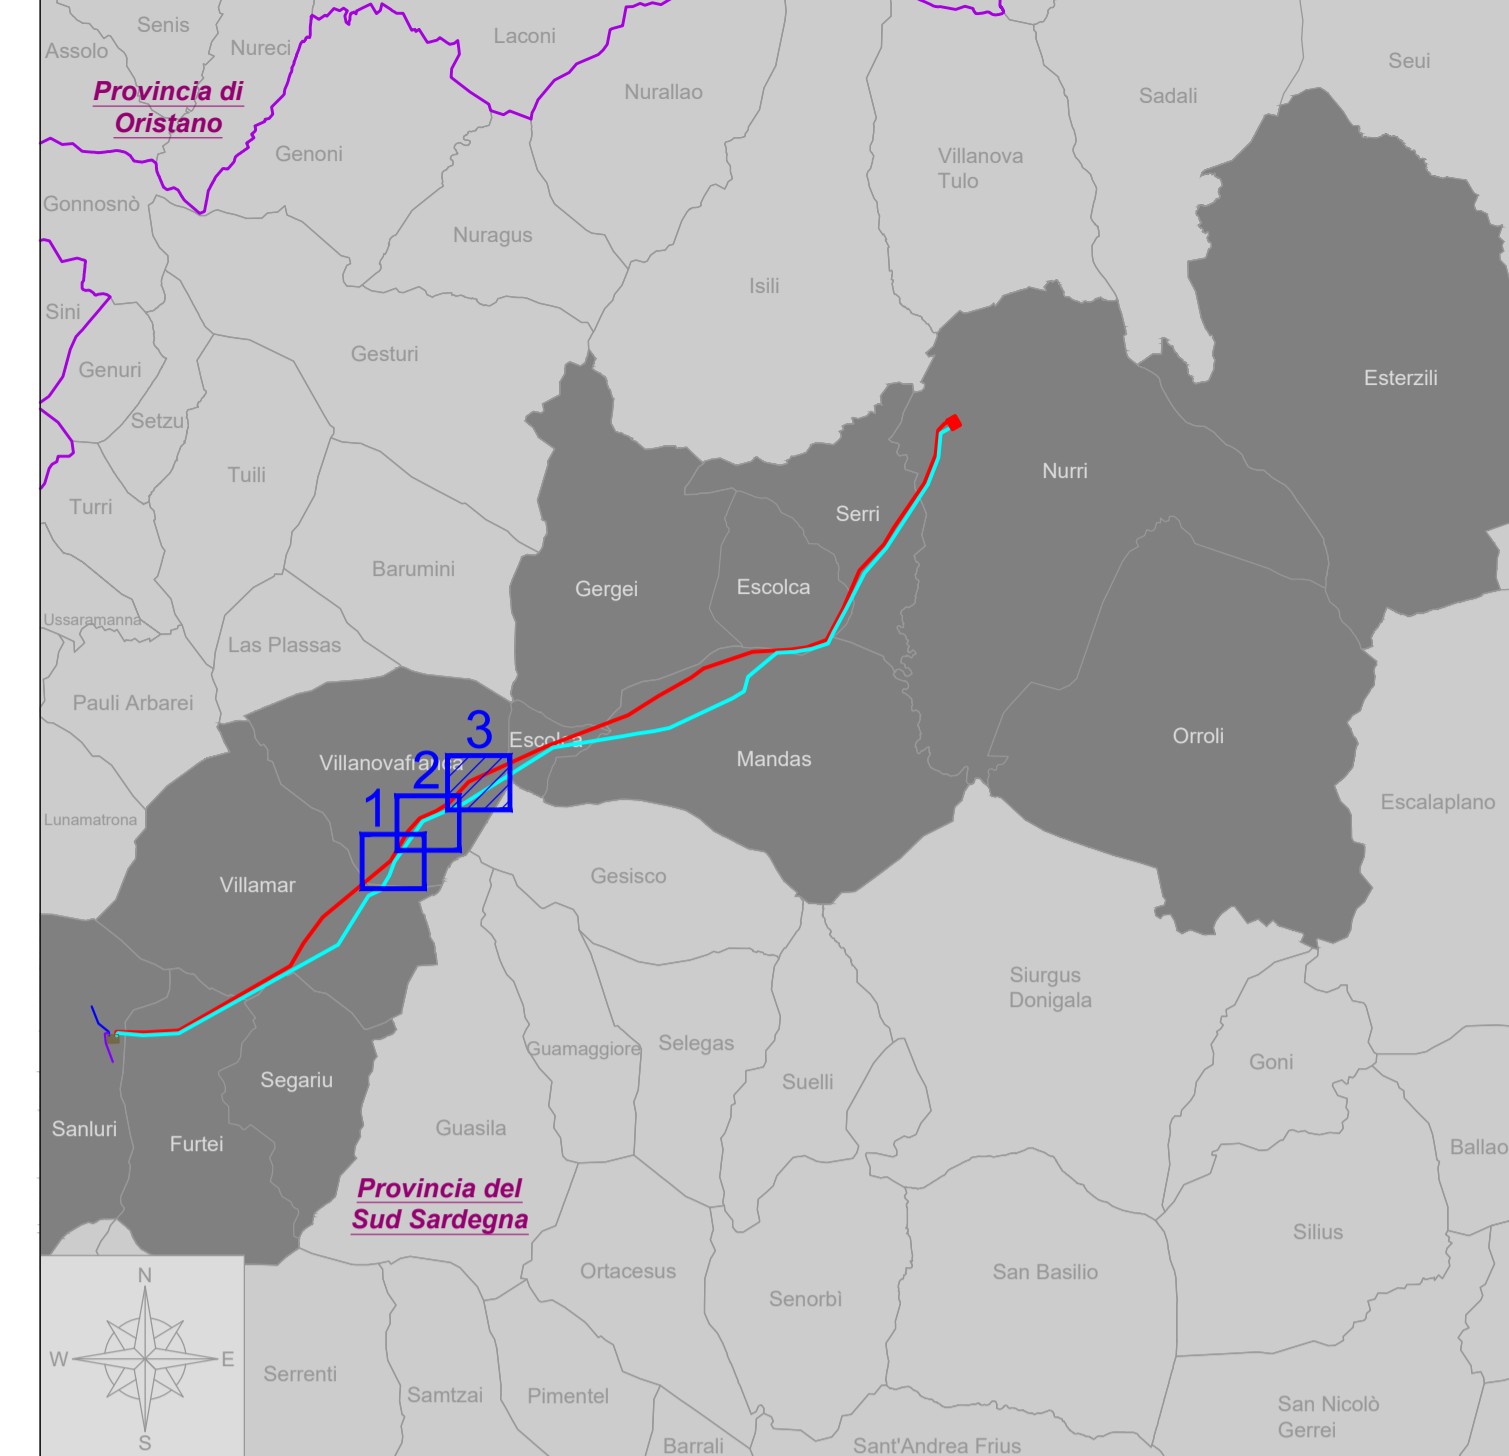 Senis
Assolo
Nureci
Laconi
Seui
Provincia di
Oristano
Nurallao
Sadali
Genoni
Villanova
Tulo
Gonnosnò
Nuragus
Isili
Sini
Gesturi
Genuri
Esterzili
Setzu
Tuili
Nurri
Turri
Serri
Barumini
Gergei
Escolca
Ussaramanna
Las Plassas
Pauli Arbarei
3
Escolca
Orroli
Villanovafranca
Mandas
2
1
Escalaplano
Lunamatrona
Gesisco
Villamar
Siurgus
Donigala
Guamaggiore
Selegas
Goni
Segariu
Suelli
Sanluri
Guasila
Furtei
Ballao
Provincia del
Sud Sardegna
Silius
Ortacesus
San Basilio
N
Senorbì
W
E
Serrenti
Samtzai
Pimentel
San Nicolò
Gerrei
S
Barrali
Sant'Andrea Frius